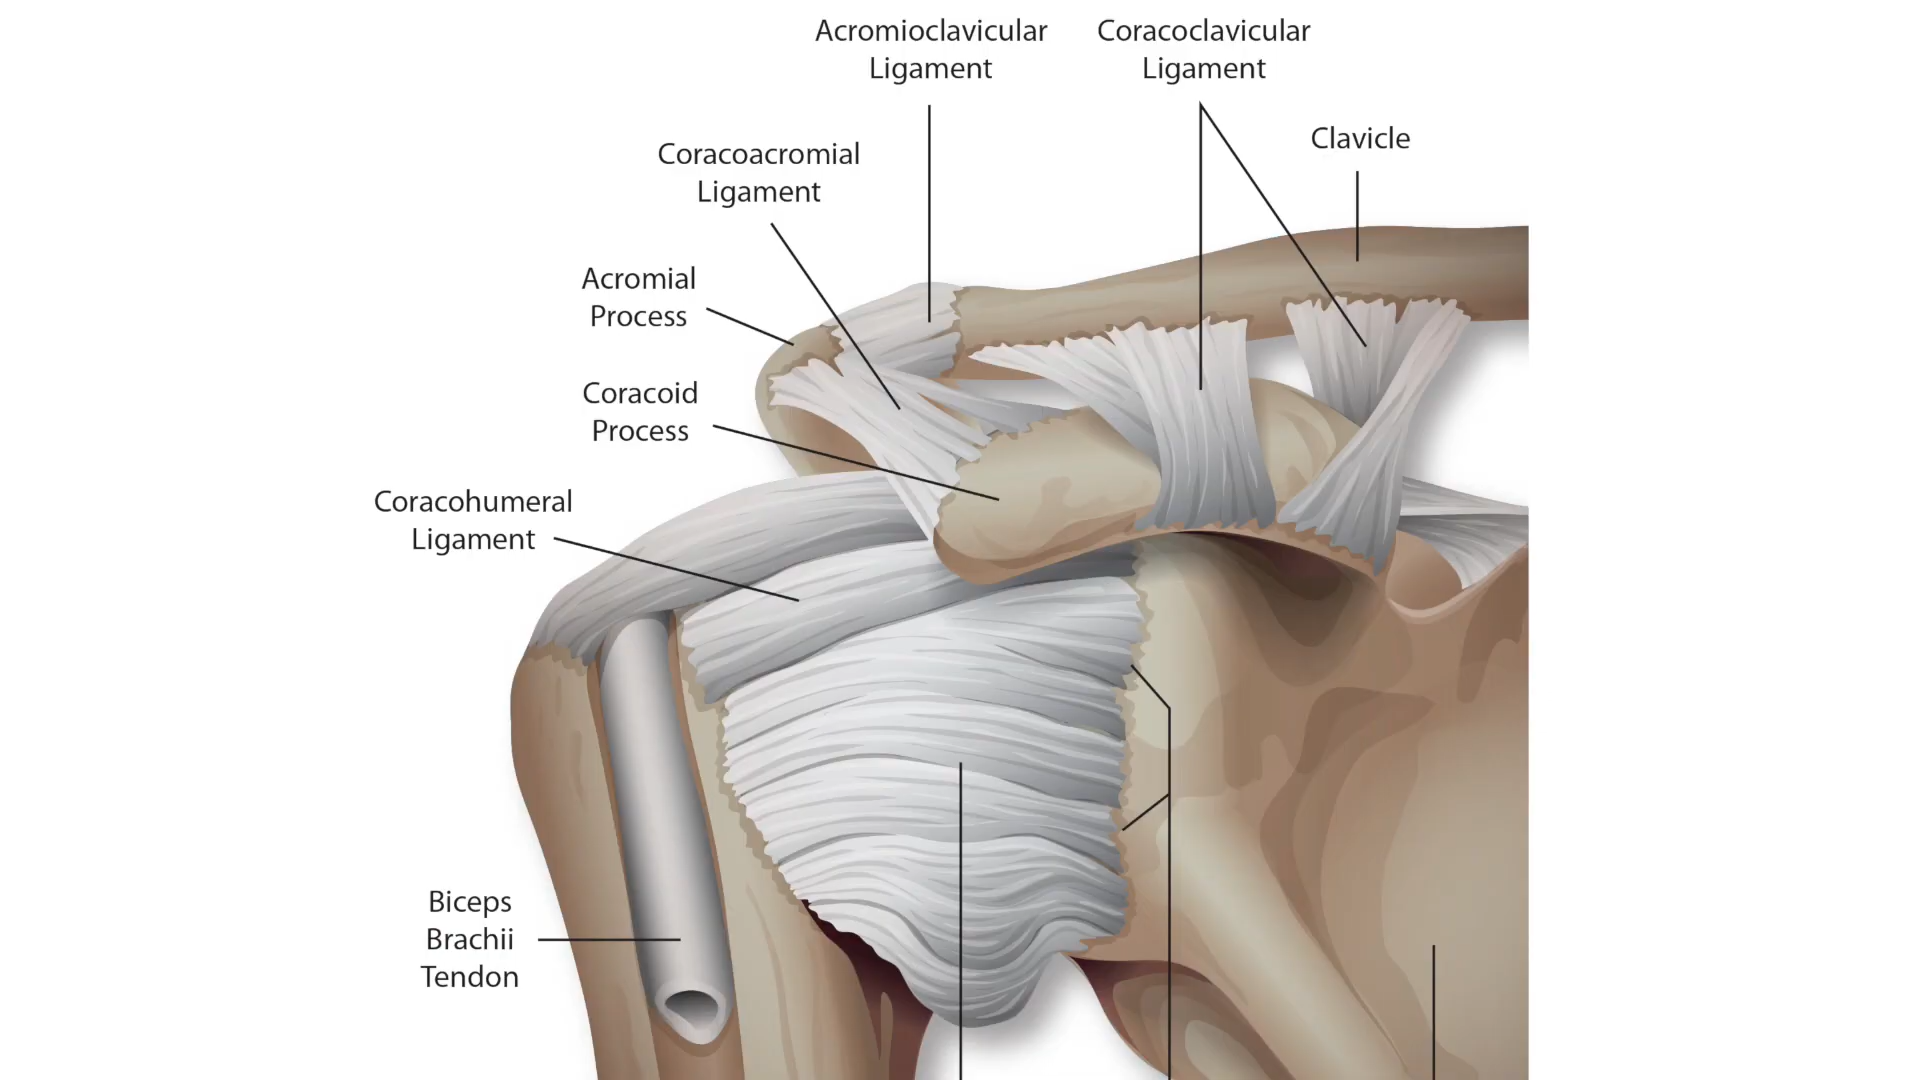 Acromioclavicular
Ligament
Coracoclavicular
Ligament
Clavicle
Coracoacromial
Ligament
Acromial
Process
Coracoid
Process
Coracohumeral
Ligament
Biceps
Brachii
Tendon